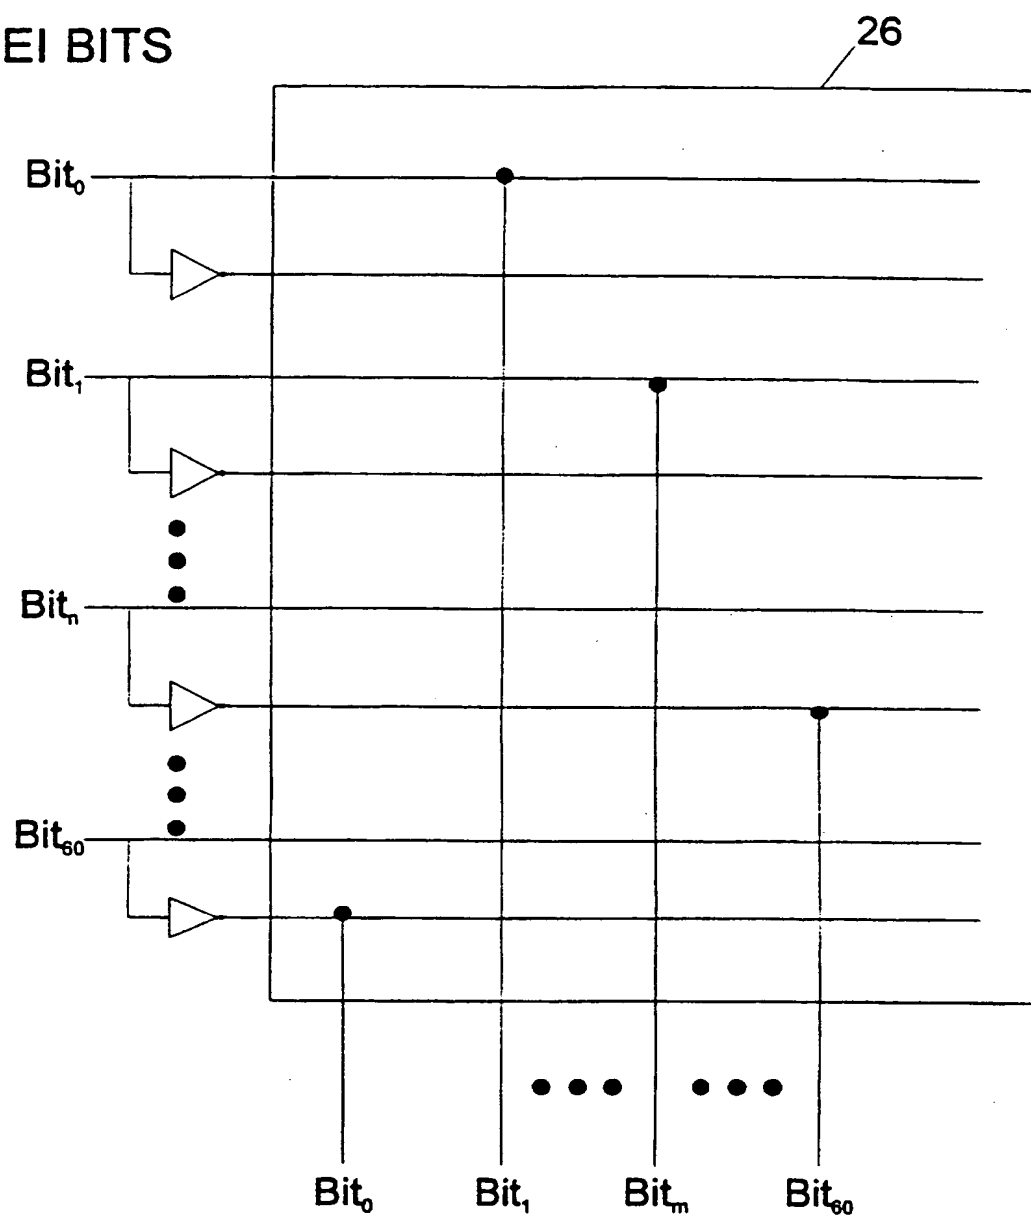 EI BITS
26
Bit₀
Bit₁
Bitₙ
Bit₆₀
Bit₀ Bit₁ Bitₘ Bit₆₀